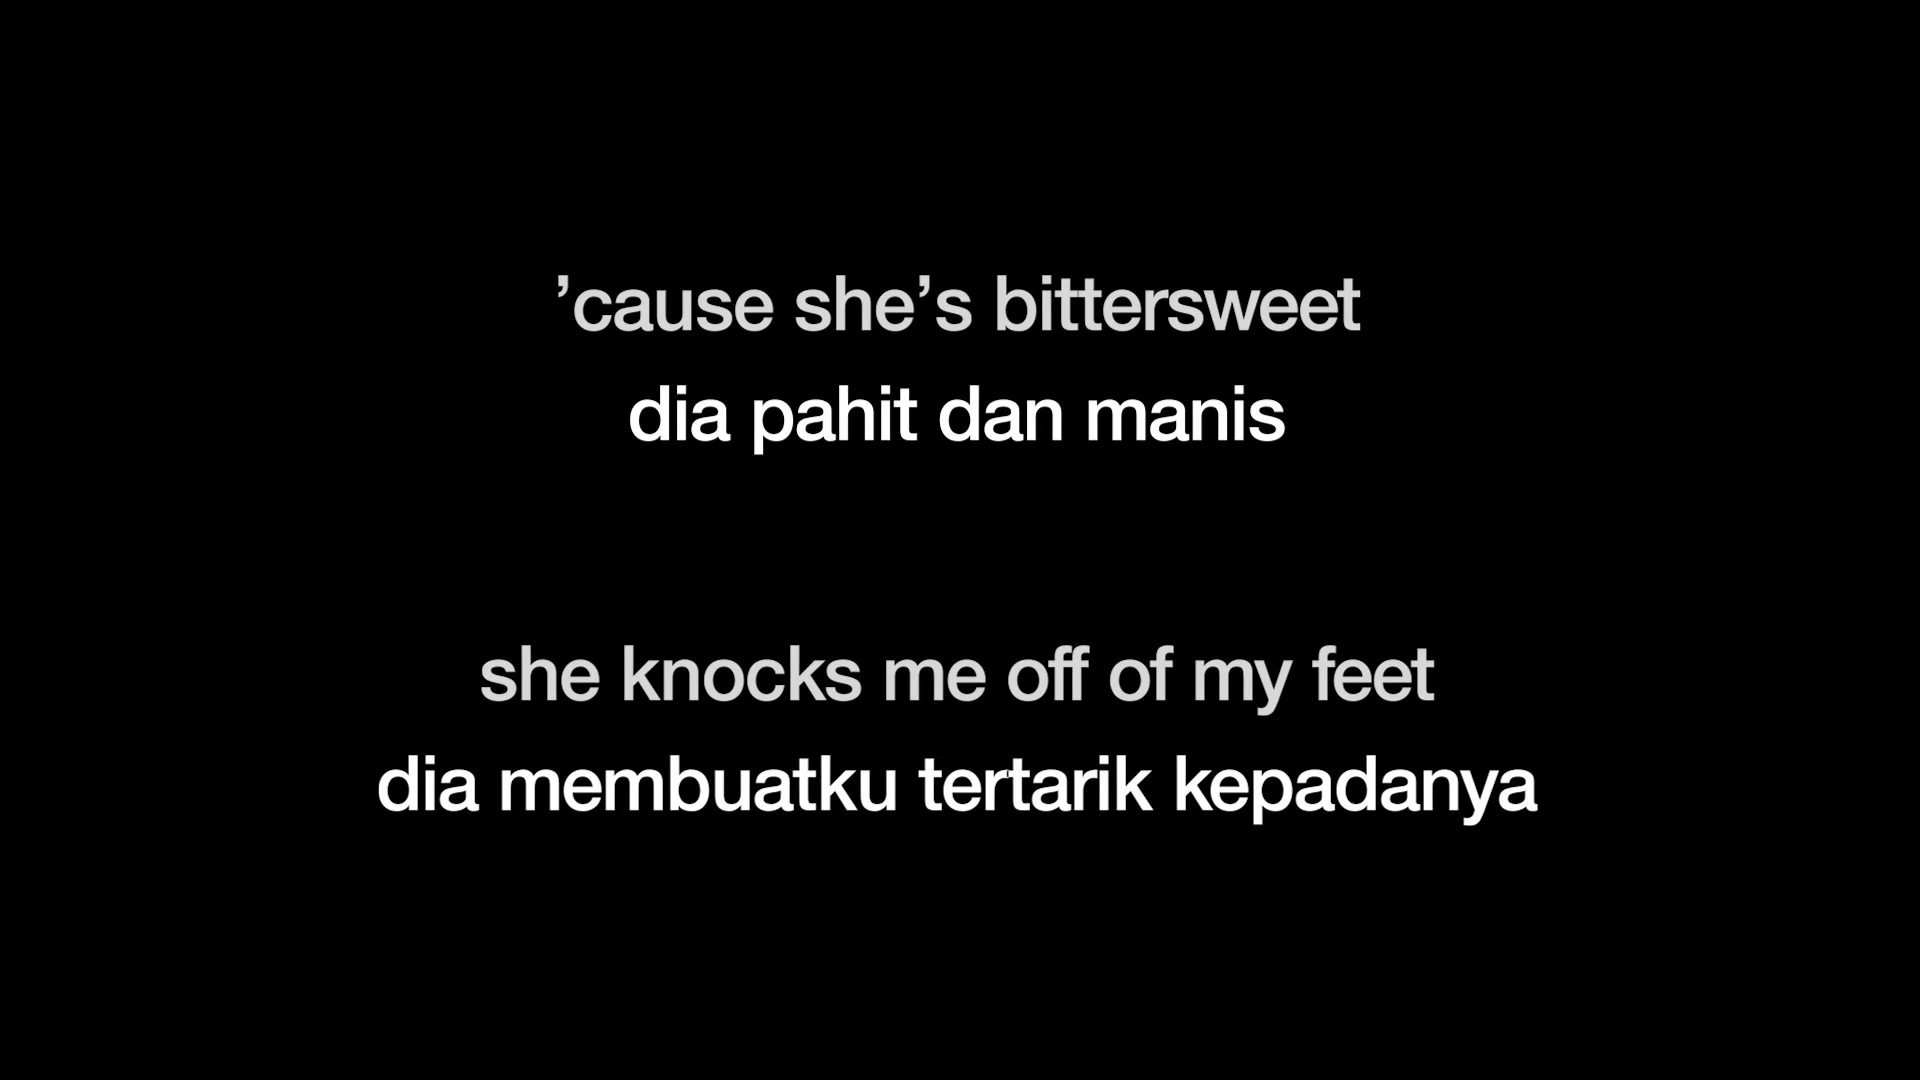 ’cause she’s bittersweet
dia pahit dan manis
she knocks me off of my feet
dia membuatku tertarik kepadanya